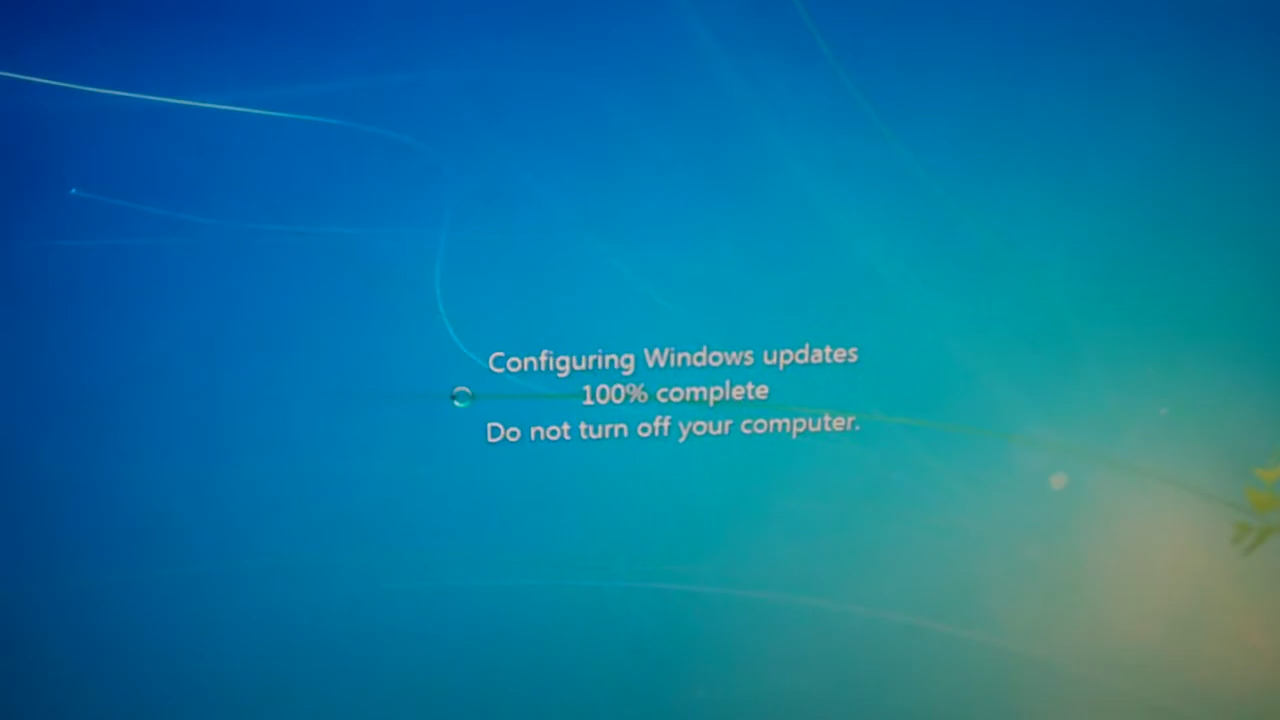 Configuring Windows updates
100% complete
Do not turn off your computer.